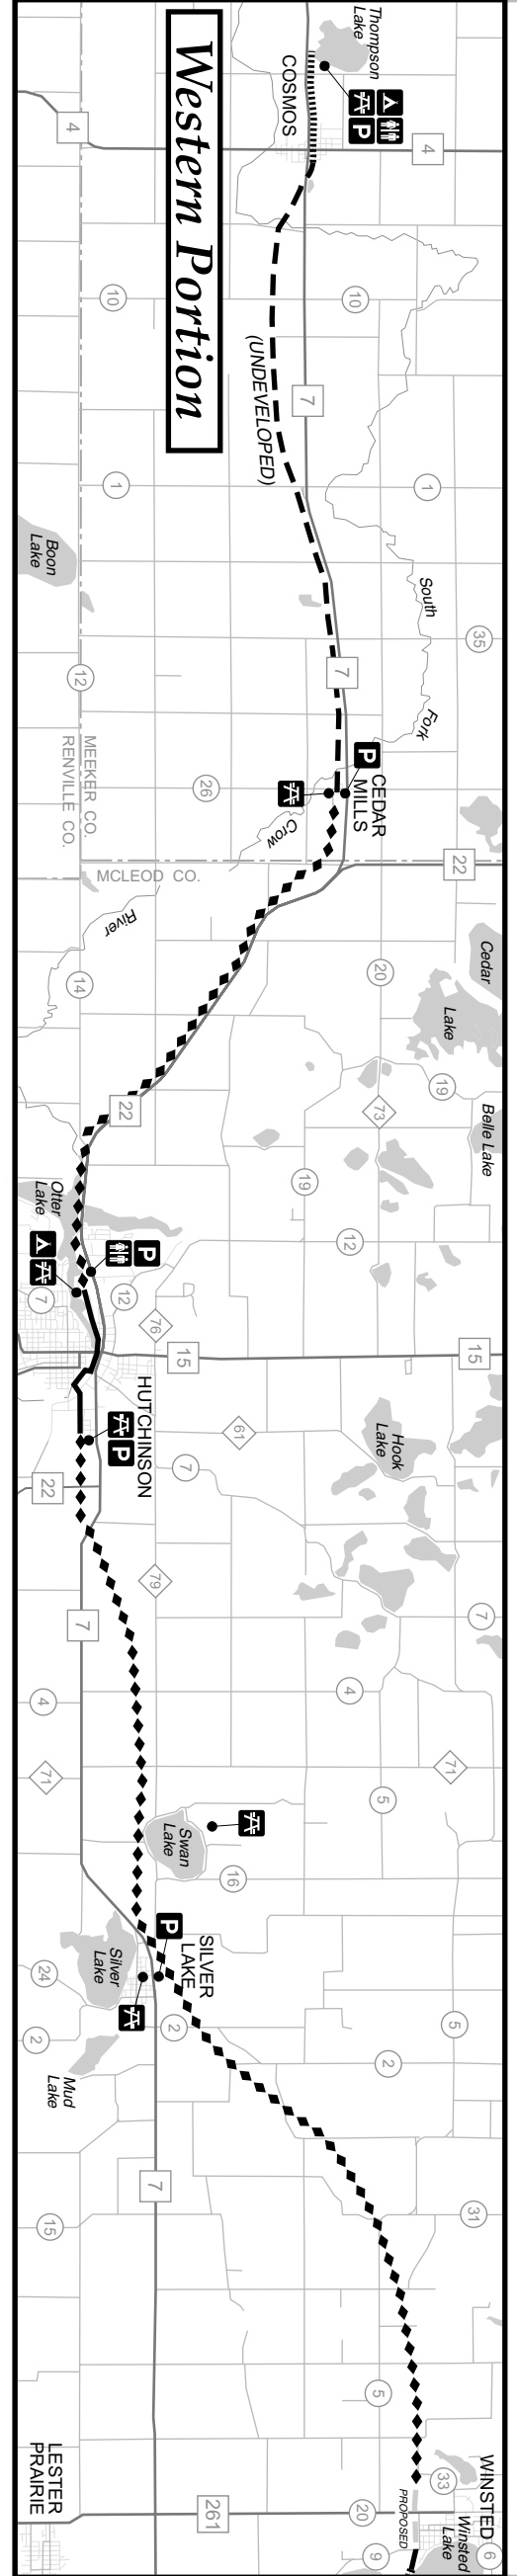 Western Portion
Thompson
Lake
COSMOS
P
4
4
10
10
(UNDEVELOPED)
7
1
1
Boon
Lake
South
Fork
35
12
7
MEEKER CO.
RENVILLE CO.
26
P
CEDAR
MILLS
Crow
22
MCLEOD CO.
River
14
20
Cedar
Lake
19
Belle Lake
73
22
19
12
Otter
Lake
P
7
12
76
15
15
HUTCHINSON
P
22
61
7
Hook
Lake
79
7
7
4
4
71
71
5
Swan
Lake
16
P
SILVER
LAKE
Silver
Lake
24
2
2
2
5
Mud
Lake
7
15
31
5
LESTER
PRAIRIE
261
20
33
WINSTED
PROPOSED
Winsted
Lake
9
6